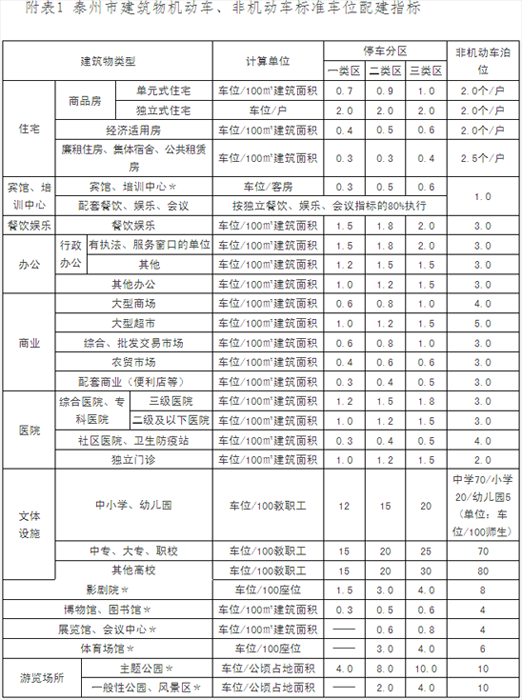 附表1 泰州市建筑物机动车、非机动车标准车位配建指标
建筑物类型 计算单位 停车分区 非机动车泊位
一类区 二类区 三类区
住宅 商品房 单元式住宅 车位/100㎡建筑面积 0.7 0.9 1.0 2.0个/户
独立式住宅 车位/户 2.0 2.0 2.0 2.0个/户
经济适用房 车位/100㎡建筑面积 0.4 0.5 0.6 2.0个/户
廉租住房、集体宿舍、公共租赁房 车位/100㎡建筑面积 0.3 0.3 0.4 2.5个/户
宾馆、培训中心 宾馆、培训中心* 车位/客房 0.3 0.5 0.6 1.0
配套餐饮、娱乐、会议 按独立餐饮、娱乐、会议指标的80%执行
餐饮娱乐 餐饮娱乐 车位/100㎡建筑面积 1.5 1.8 2.0 3.0
办公 行政办公 有执法、服务窗口的单位 车位/100㎡建筑面积 1.5 1.8 2.0 3.0
其他 车位/100㎡建筑面积 1.2 1.5 1.5 3.0
其他办公 车位/100㎡建筑面积 1.0 1.2 1.5 3.0
商业 大型商场 车位/100㎡建筑面积 0.6 0.8 1.0 4.0
大型超市 车位/100㎡建筑面积 1.0 1.2 1.5 5.0
综合、批发交易市场 车位/100㎡建筑面积 0.6 0.8 1.0 3.0
农贸市场 车位/100㎡建筑面积 0.4 0.6 0.6 3.0
配套商业（便利店等） 车位/100㎡建筑面积 0.3 0.4 0.5 3.0
医院 综合医院、专科医院 三级医院 车位/100㎡建筑面积 1.2 1.5 1.8 3.0
二级及以下医院 车位/100㎡建筑面积 1.0 1.2 1.5 3.0
社区医院、卫生防疫站 车位/100㎡建筑面积 0.3 0.4 0.5 4.0
独立门诊 车位/100㎡建筑面积 1.0 1.2 1.5 2.0
文体设施 中小学、幼儿园 车位/100教职工 12 15 20 中学70/小学20/幼儿园5（单位：车位/100师生）
中专、大专、职校 车位/100教职工 15 20 25 70
其他高校 车位/100教职工 15 20 30 80
影剧院* 车位/100座位 1.5 3.0 4.0 8
博物馆、图书馆* 车位/100㎡建筑面积 0.3 0.5 0.6 4
展览馆、会议中心* 车位/100㎡建筑面积 —— 0.6 0.8 4
体育场馆* 车位/100座位 —— 3.0 4.0 6
游览场所 主题公园* 车位/公顷占地面积 4.0 8.0 10.0 10
一般性公园、风景区* 车位/公顷占地面积 —— 2.0 4.0 10